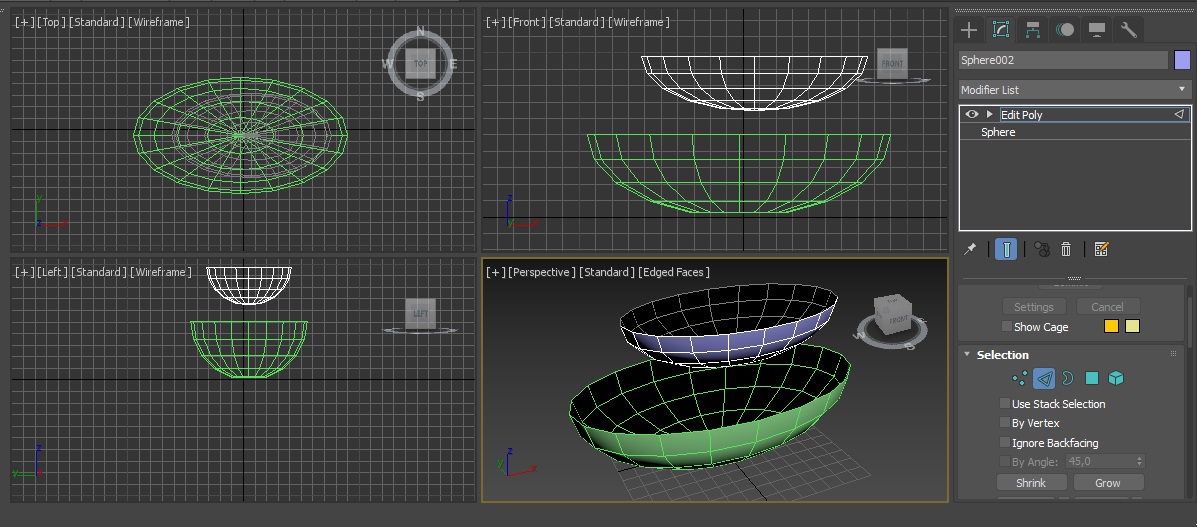 [+] [Top] [Standard] [Wireframe]
N
W TOP E
S
y
z x
[+] [Front] [Standard] [Wireframe]
FRONT
z
y x
[+] [Left] [Standard] [Wireframe]
LEFT
z
y
[+] [Perspective] [Standard] [Edged Faces]
FRONT
W
S
z
y x
Sphere002
Modifier List
Edit Poly
Sphere
Settings Cancel
Show Cage
Selection
Use Stack Selection
By Vertex
Ignore Backfacing
By Angle: 45,0
Shrink Grow